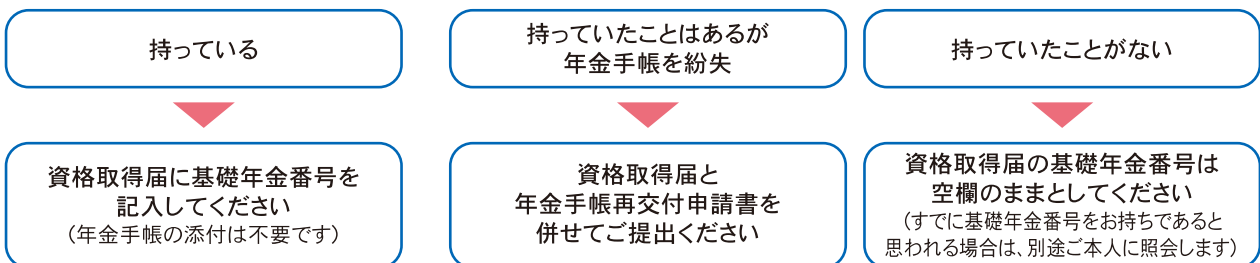 持っている
持っていたことはあるが
年金手帳を紛失
持っていたことがない
資格取得届に基礎年金番号を
記入してください
（年金手帳の添付は不要です）
資格取得届と
年金手帳再交付申請書を
併せてご提出ください
資格取得届の基礎年金番号は
空欄のままとしてください
（すでに基礎年金番号をお持ちであると
思われる場合は、別途ご本人に照会します）